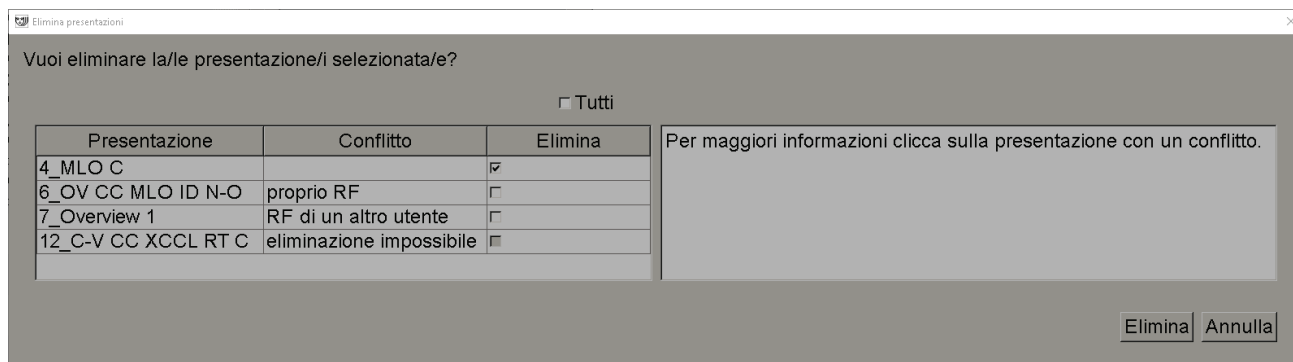 Elimina presentazioni
Vuoi eliminare la/le presentazione/i selezionata/e?
Tutti
Presentazione Conflitto Elimina
4_MLO C
6_OV CC MLO ID N-O proprio RF
7_Overview 1 RF di un altro utente
12_C-V CC XCCL RT C eliminazione impossibile
Per maggiori informazioni clicca sulla presentazione con un conflitto.
Elimina Annulla